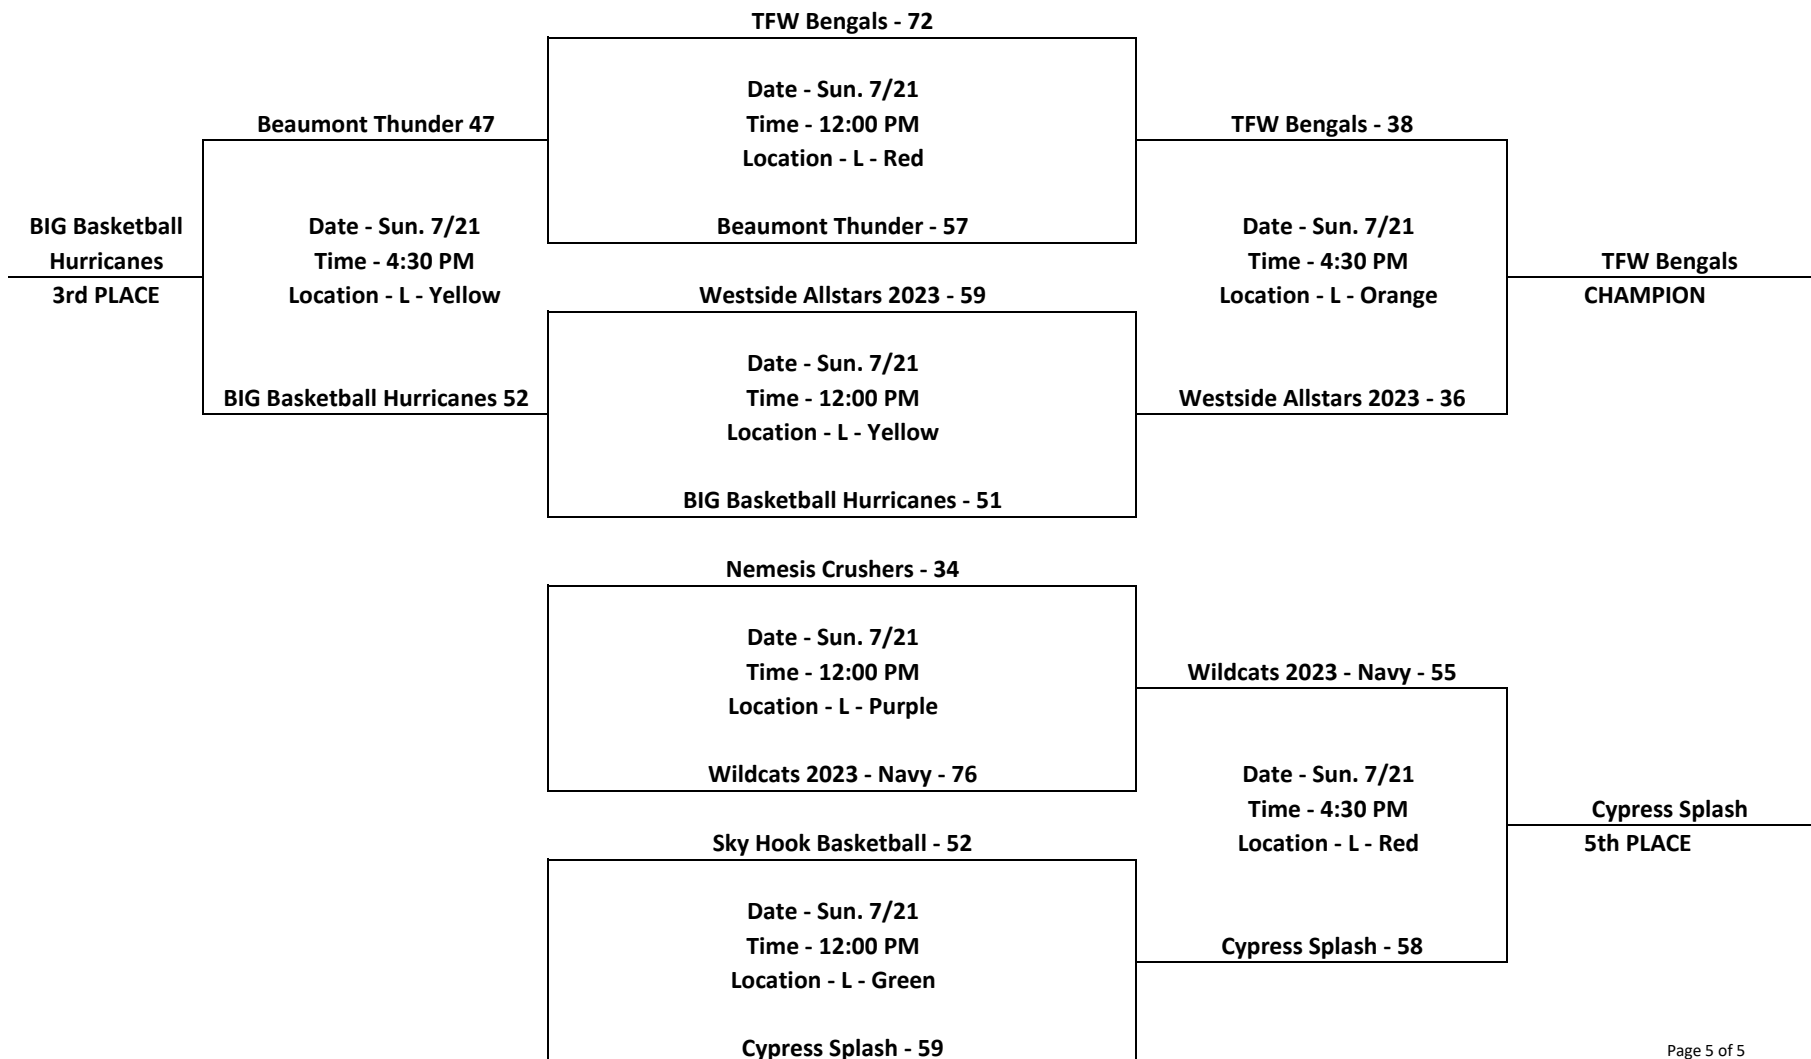 TFW Bengals - 72
Date - Sun. 7/21
Time - 12:00 PM
Location - L - Red
Beaumont Thunder - 57
Beaumont Thunder 47
TFW Bengals - 38
BIG Basketball
Hurricanes
3rd PLACE
Date - Sun. 7/21
Time - 4:30 PM
Location - L - Yellow
Date - Sun. 7/21
Time - 4:30 PM
Location - L - Orange
TFW Bengals
CHAMPION
Westside Allstars 2023 - 59
Date - Sun. 7/21
Time - 12:00 PM
Location - L - Yellow
BIG Basketball Hurricanes - 51
BIG Basketball Hurricanes 52
Westside Allstars 2023 - 36
Nemesis Crushers - 34
Date - Sun. 7/21
Time - 12:00 PM
Location - L - Purple
Wildcats 2023 - Navy - 76
Wildcats 2023 - Navy - 55
Date - Sun. 7/21
Time - 4:30 PM
Location - L - Red
Cypress Splash
5th PLACE
Sky Hook Basketball - 52
Date - Sun. 7/21
Time - 12:00 PM
Location - L - Green
Cypress Splash - 59
Cypress Splash - 58
Page 5 of 5